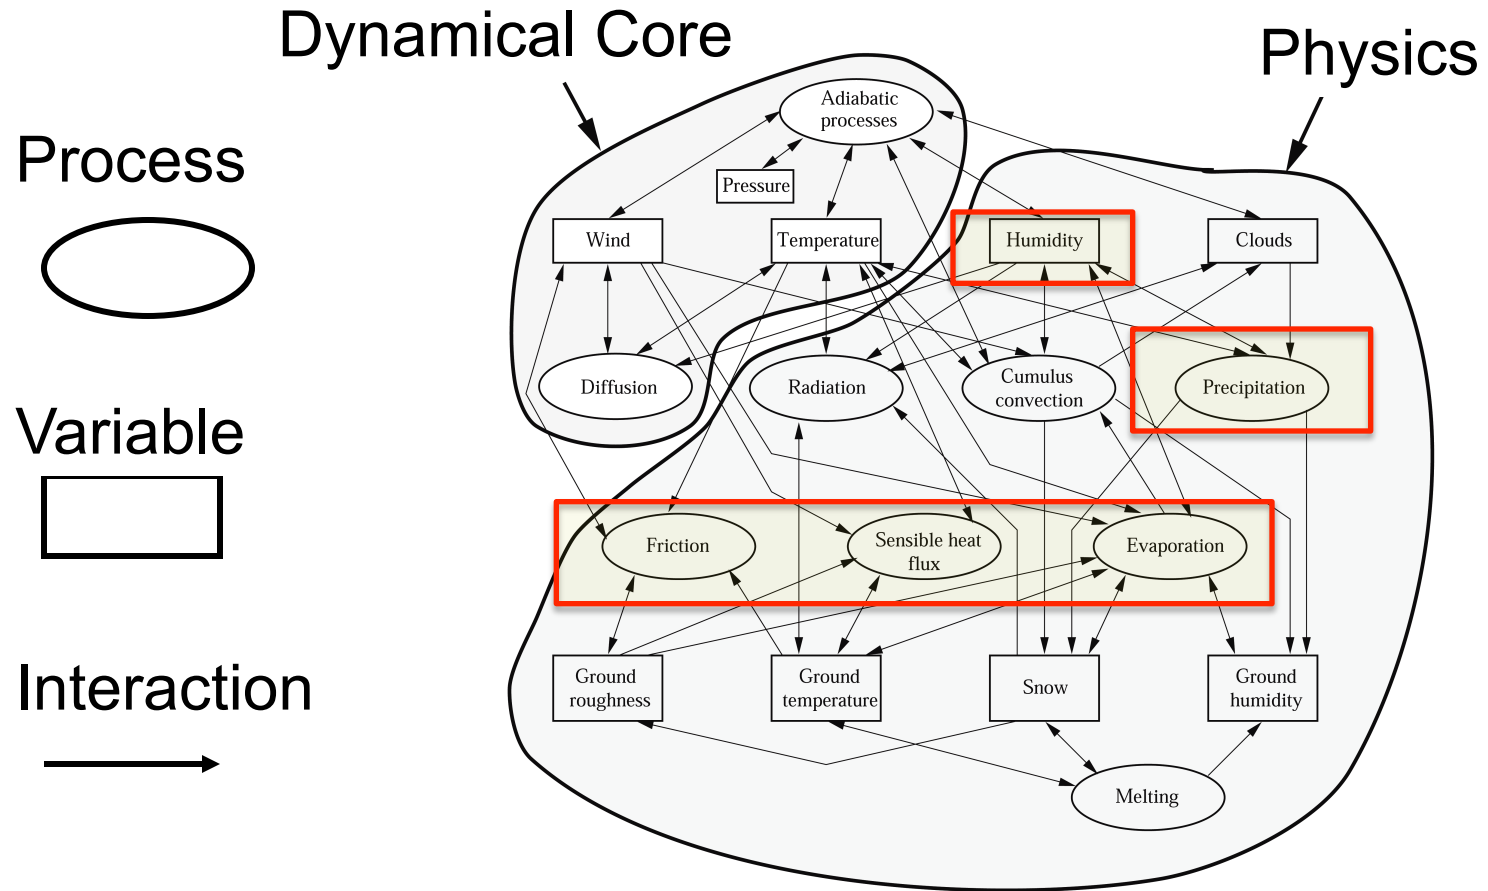 Dynamical Core
Physics
Process
Variable
Interaction
Adiabatic
processes
Pressure
Wind
Temperature
Humidity
Clouds
Diffusion
Radiation
Cumulus
convection
Precipitation
Friction
Sensible heat
flux
Evaporation
Ground
roughness
Ground
temperature
Snow
Ground
humidity
Melting